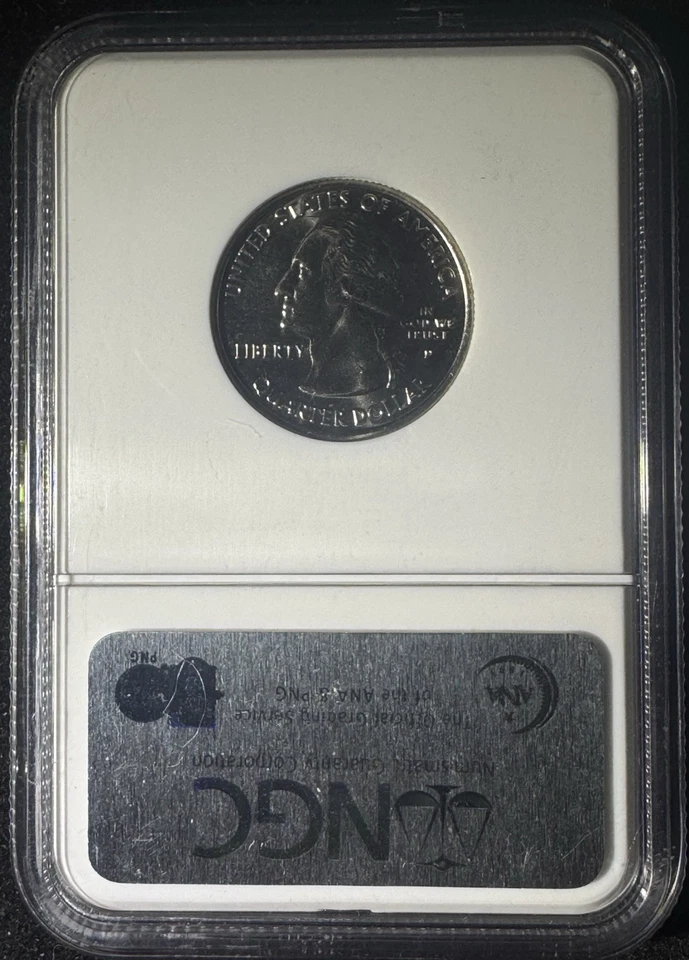 UNITED STATES OF AMERICA
IN
GOD WE
TRUST
LIBERTY
P
QUARTER DOLLAR
NGC
Numismatic Guaranty Corporation
The Official Grading Service
of the ANA & PNG
ANA
PNG